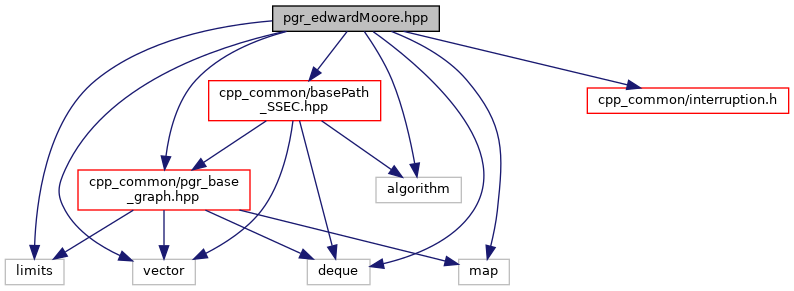 pgr_edwardMoore.hpp
cpp_common/basePath
_SSEC.hpp
cpp_common/interruption.h
cpp_common/pgr_base
_graph.hpp
algorithm
limits
vector
deque
map